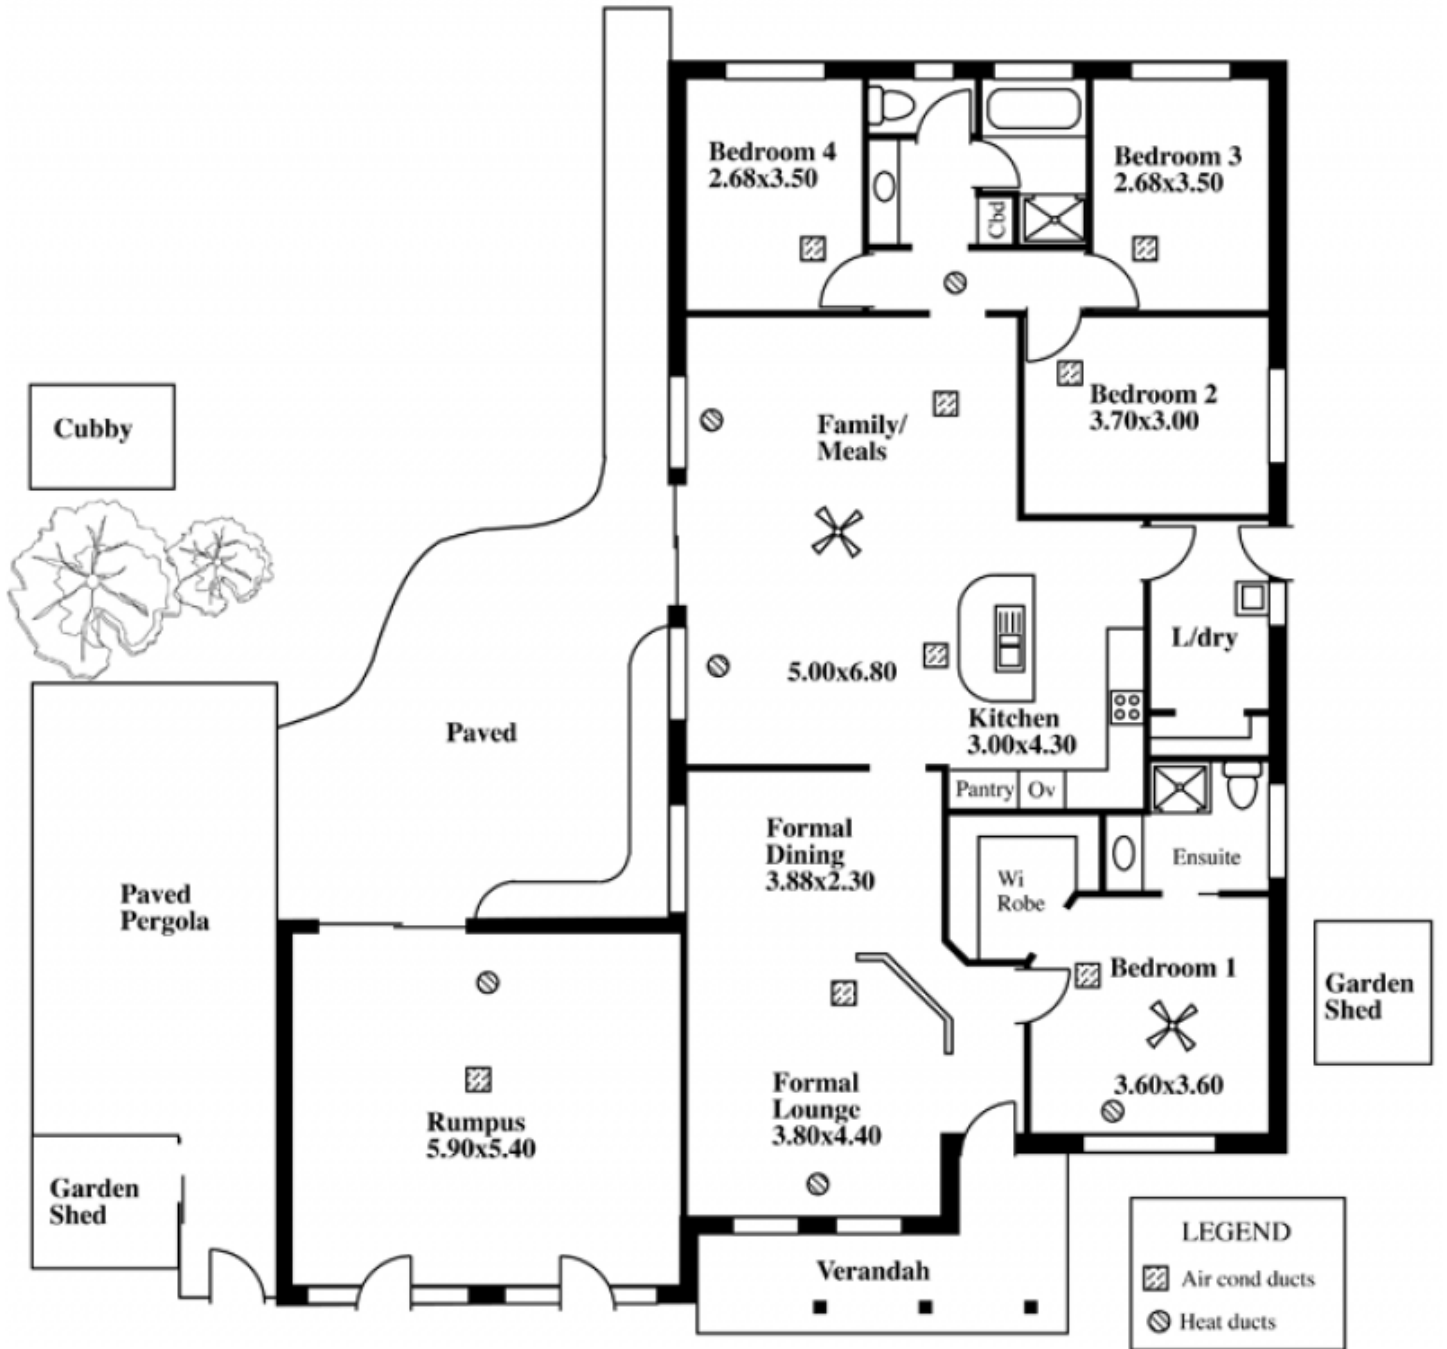 Bedroom 4
2.68x3.50
Bedroom 3
2.68x3.50
Cbd
Bedroom 2
3.70x3.00
Family/
Meals
Cubby
L/dry
5.00x6.80
Kitchen
3.00x4.30
Paved
Pantry
Ov
Formal
Dining
3.88x2.30
Ensuite
Wi
Robe
Paved
Pergola
Bedroom 1
3.60x3.60
Garden
Shed
Formal
Lounge
3.80x4.40
Rumpus
5.90x5.40
Garden
Shed
Verandah
LEGEND
Air cond ducts
Heat ducts